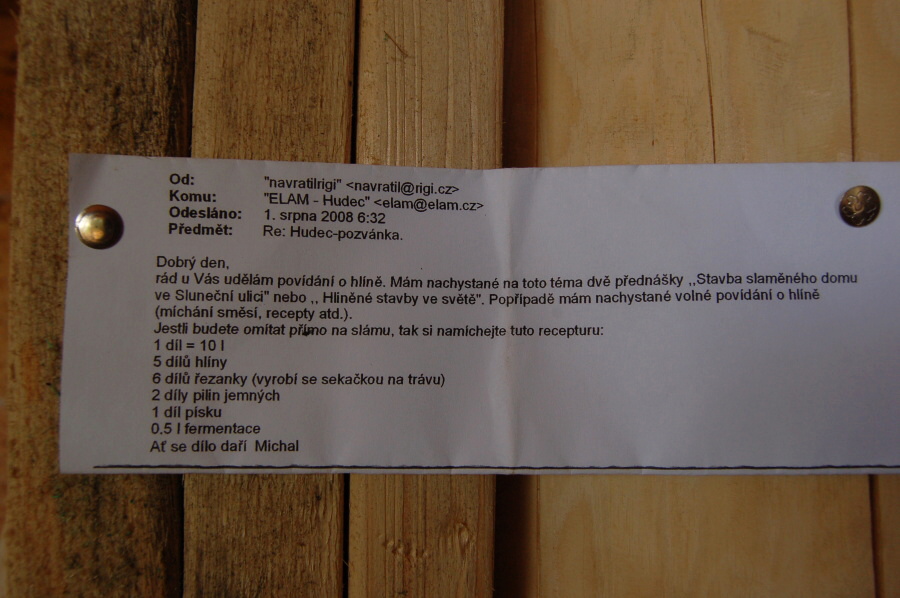 Od: "navratilrigi" <navratil@rigi.cz>
Komu: "ELAM - Hudec" <elam@elam.cz>
Odesláno: 1. srpna 2008 6:32
Předmět: Re: Hudec-pozvánka.
Dobrý den,
rád u Vás udělám povídání o hlíně. Mám nachystané na toto téma dvě přednášky ,,Stavba slaměného domu
ve Sluneční ulici" nebo ,, Hliněné stavby ve světě". Popřipadě mám nachystané volné povídání o hlíně
(míchání směsí, recepty atd.).
Jestli budete omítat přímo na slámu, tak si namíchejte tuto recepturu:
1 díl = 10 l
5 dílů hlíny
6 dílů řezanky (vyrobí se sekačkou na trávu)
2 díly pilin jemných
1 díl písku
0.5 l fermentace
Ať se dílo daří Michal